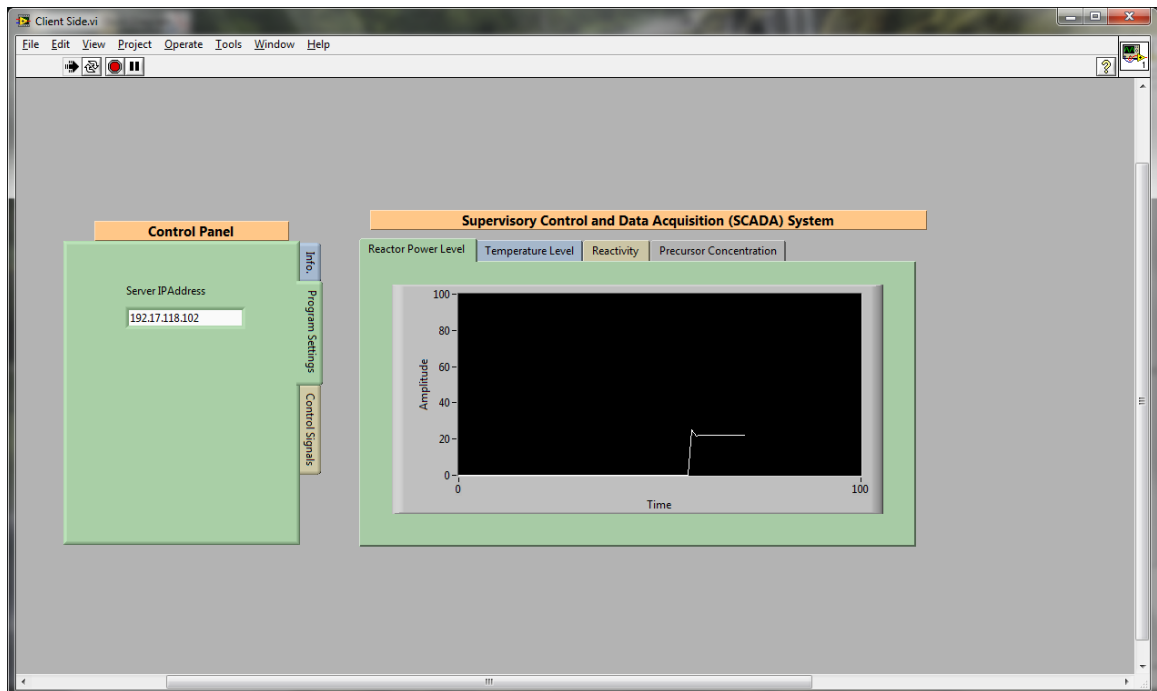 Client Side.vi
File Edit View Project Operate Tools Window Help
1
Supervisory Control and Data Acquisition (SCADA) System
Control Panel
Reactor Power Level Temperature Level Reactivity Precursor Concentration
Info.
Program Settings
Control Signals
Server IPAddress
192.17.118.102
100
80
60
40
20
0
Amplitude
0 100
Time